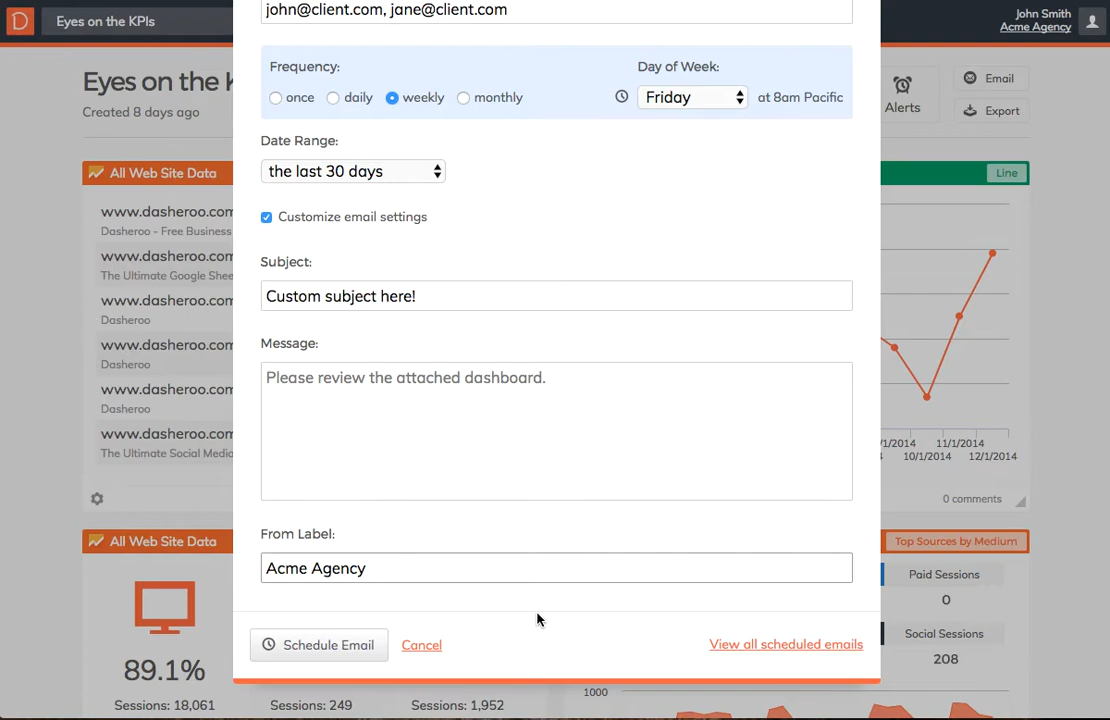 Eyes on the KPIs
John Smith
Acme Agency
Eyes on the K
Created 8 days ago
Alerts
Email
Export
john@client.com, jane@client.com
Frequency:
Day of Week:
once
daily
weekly
monthly
Friday
at 8am Pacific
Date Range:
the last 30 days
Customize email settings
Subject:
Custom subject here!
Message:
Please review the attached dashboard.
From Label:
Acme Agency
Schedule Email
Cancel
View all scheduled emails
All Web Site Data
www.dasheroo.com
Dasheroo - Free Business
www.dasheroo.com
The Ultimate Google Shee
www.dasheroo.com
Dasheroo
www.dasheroo.com
Dasheroo
www.dasheroo.com
Dasheroo
www.dasheroo.com
The Ultimate Social Media
Line
/1/2014
11/1/2014
10/1/2014
12/1/2014
0 comments
All Web Site Data
89.1%
Sessions: 18,061
Sessions: 249
Sessions: 1,952
Top Sources by Medium
Paid Sessions
0
Social Sessions
208
1000